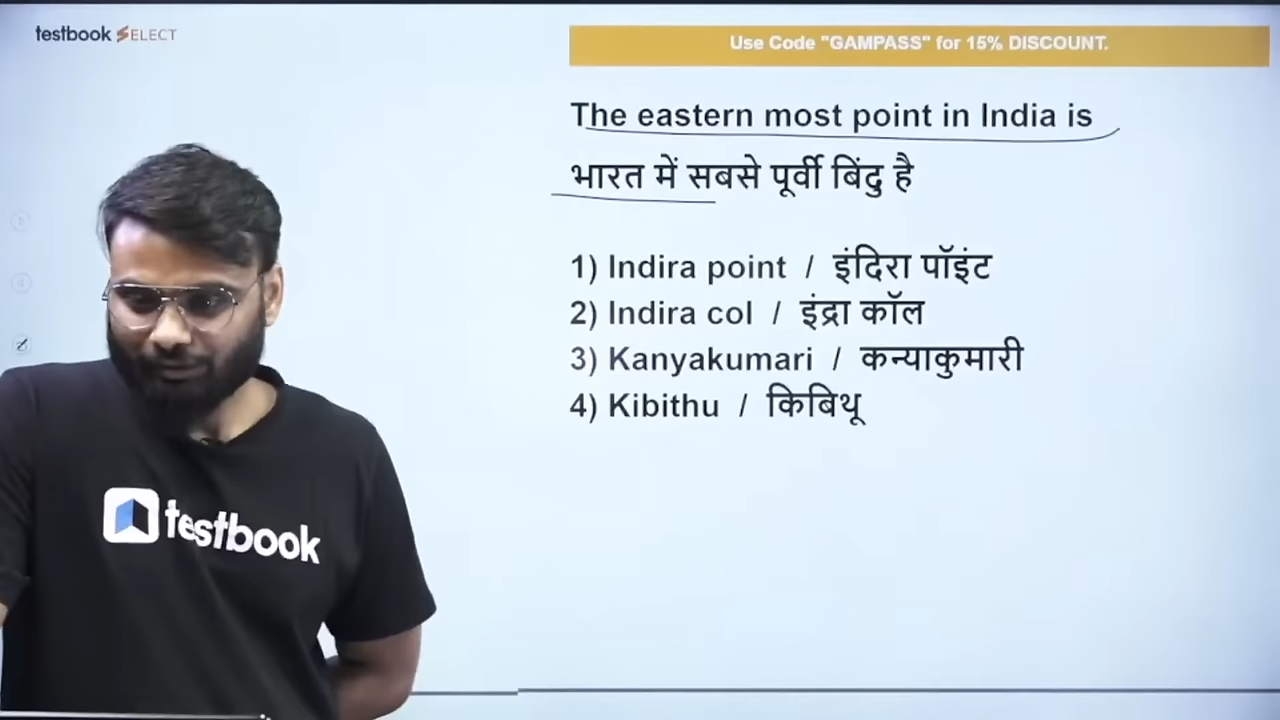 testbook SELECT
Use Code "GAMPASS" for 15% DISCOUNT.
The eastern most point in India is
भारत में सबसे पूर्वी बिंदु है
1) Indira point / इंदिरा पॉइंट
2) Indira col / इंद्रा कॉल
3) Kanyakumari / कन्याकुमारी
4) Kibithu / किबिथू
testbook